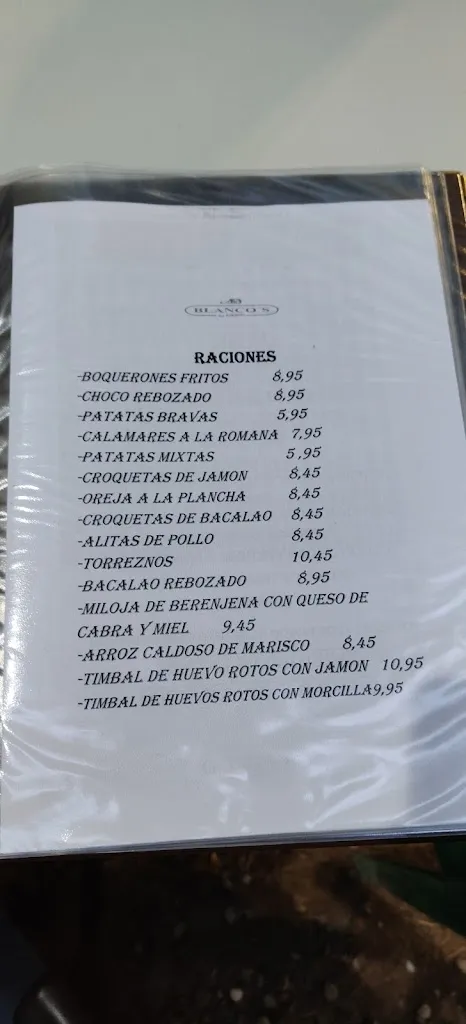 BLANCO'S
RACIONES
-BOQUERONES FRITOS 8,95
-CHOCO REBOZADO 8,95
-PATATAS BRAVAS 5,95
-CALAMARES A LA ROMANA 7,95
-PATATAS MIXTAS 5,95
-CROQUETAS DE JAMON 8,45
-OREJA A LA PLANCHA 8,45
-CROQUETAS DE BACALAO 8,45
-ALITAS DE POLLO 8,45
-TORREZNOS 10,45
-BACALAO REBOZADO 8,95
-MILOJA DE BERENJENA CON QUESO DE
CABRA Y MIEL 9,45
-ARROZ CALDOSO DE MARISCO 8,45
-TIMBAL DE HUEVO ROTOS CON JAMON 10,95
-TIMBAL DE HUEVOS ROTOS CON MORCILLA9,95